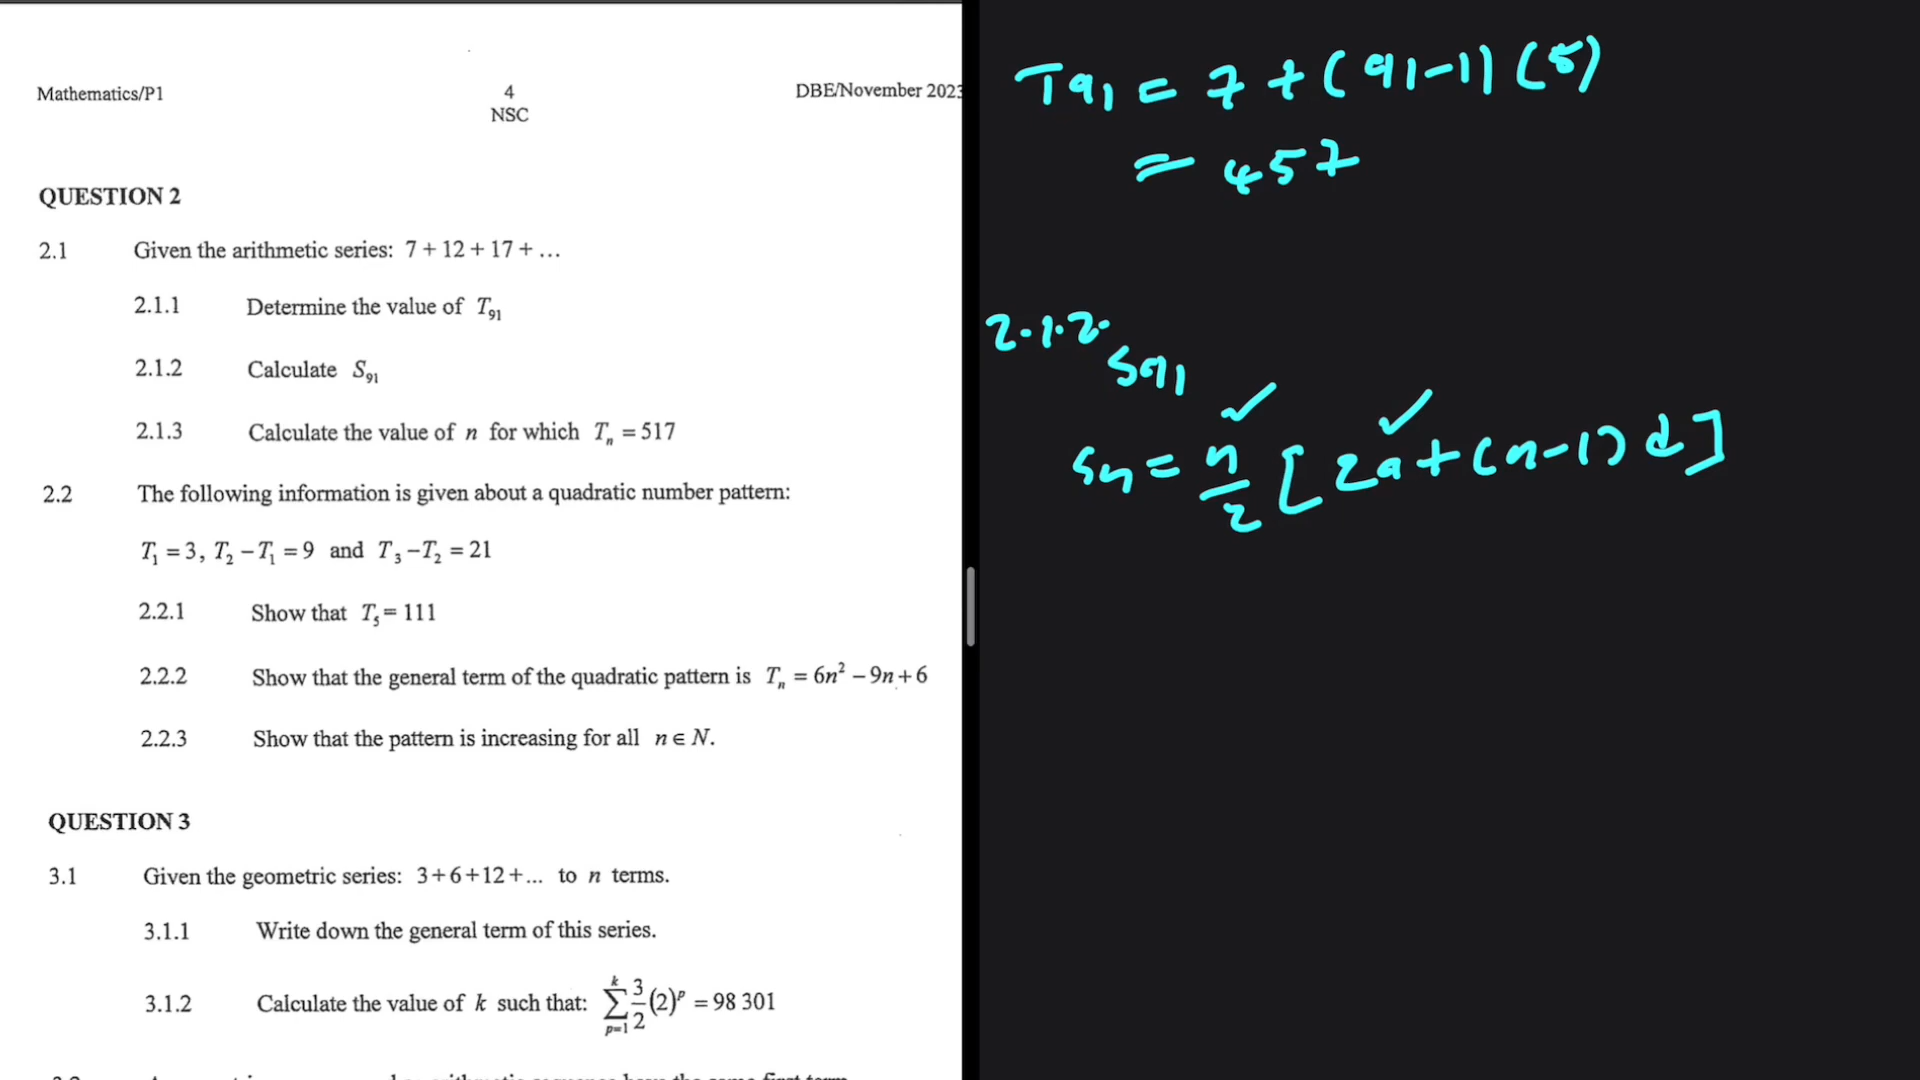 Mathematics/P1
4
NSC
DBE/November 2023
QUESTION 2
2.1 Given the arithmetic series: 7 + 12 + 17 + ...
2.1.1 Determine the value of T₉₁
2.1.2 Calculate S₉₁
2.1.3 Calculate the value of n for which Tₙ = 517
2.2 The following information is given about a quadratic number pattern:
T₁ = 3, T₂ − T₁ = 9 and T₃ − T₂ = 21
2.2.1 Show that T₅ = 111
2.2.2 Show that the general term of the quadratic pattern is Tₙ = 6n² − 9n + 6
2.2.3 Show that the pattern is increasing for all n ∈ N.
QUESTION 3
3.1 Given the geometric series: 3 + 6 + 12 + ... to n terms.
3.1.1 Write down the general term of this series.
3.1.2 Calculate the value of k such that: ∑ₚ₌₁ᵏ 3/2 (2)ᵖ = 98 301
T91 = 7 + (91-1)(5)
= 457
2.1.2.
S91
Sn = n/2 [2a + (n-1)d]